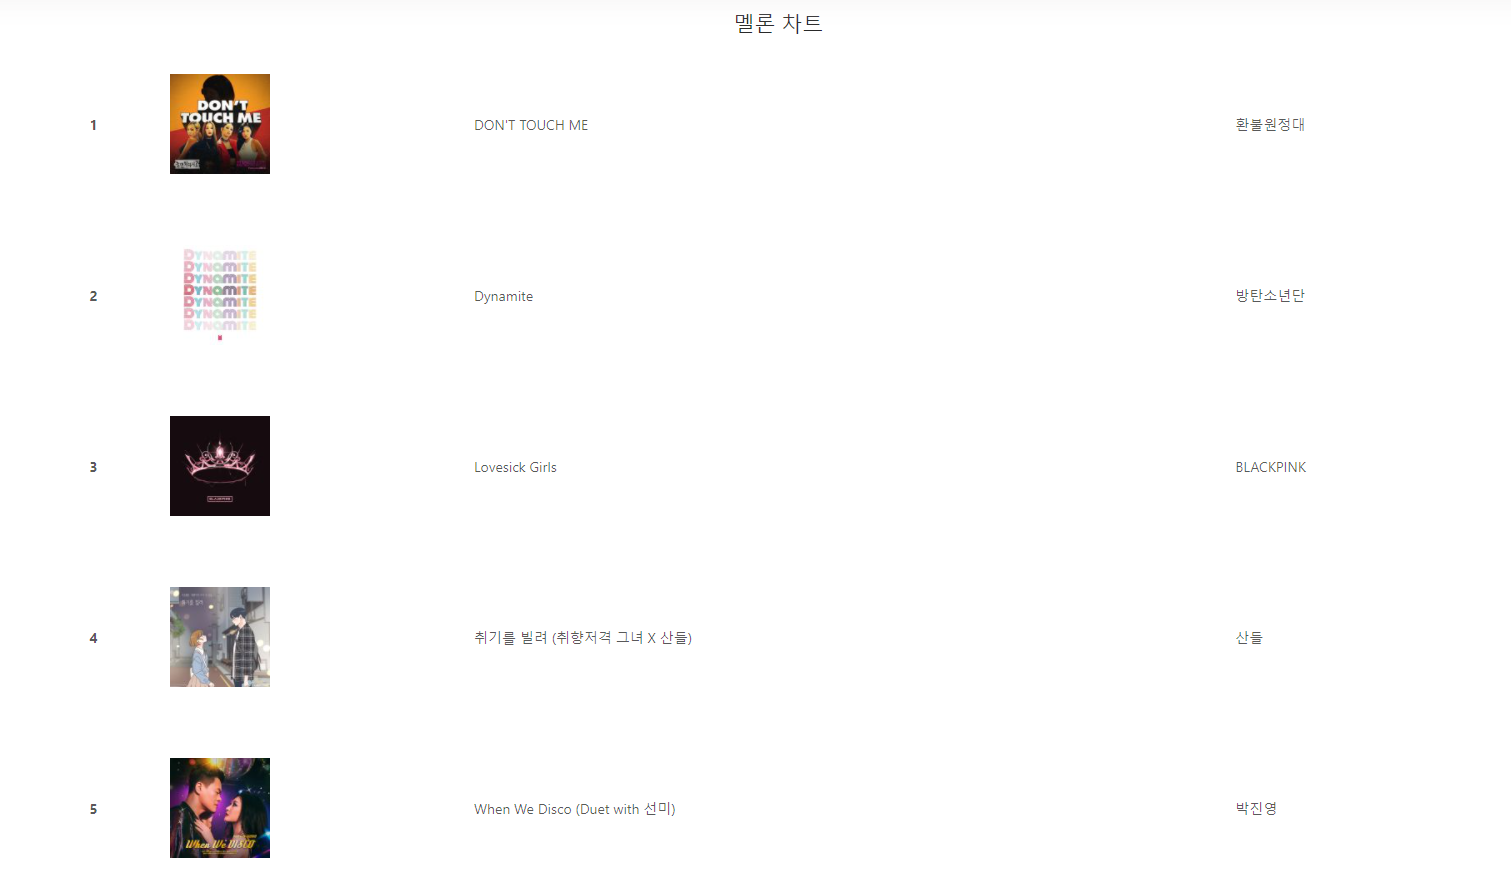 멜론 차트
1
DON'T
TOUCH ME
DON'T TOUCH ME
환불원정대
2
DYNAMITE
DYNAMITE
DYNAMITE
DYNAMITE
DYNAMITE
DYNAMITE
DYNAMITE
Dynamite
방탄소년단
3
BLACKPINK
Lovesick Girls
BLACKPINK
4
취기를 빌려 (취향저격 그녀 X 산들)
산들
5
When We DISCO
When We Disco (Duet with 선미)
박진영